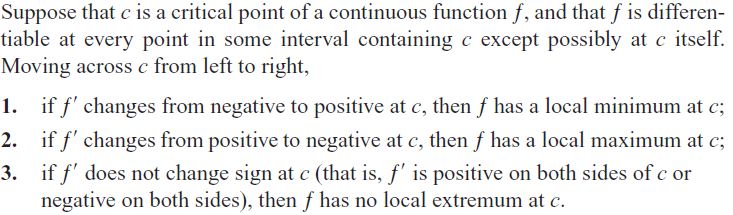 Suppose that c is a critical point of a continuous function f, and that f is differen-
tiable at every point in some interval containing c except possibly at c itself.
Moving across c from left to right,
1. if f′ changes from negative to positive at c, then f has a local minimum at c;
2. if f′ changes from positive to negative at c, then f has a local maximum at c;
3. if f′ does not change sign at c (that is, f′ is positive on both sides of c or
negative on both sides), then f has no local extremum at c.